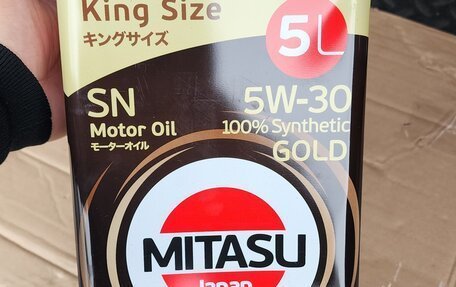 King Size
キングサイズ
5L
SN
Motor Oil
モーターオイル
5W-30
100% Synthetic
GOLD
MITASU
Japan